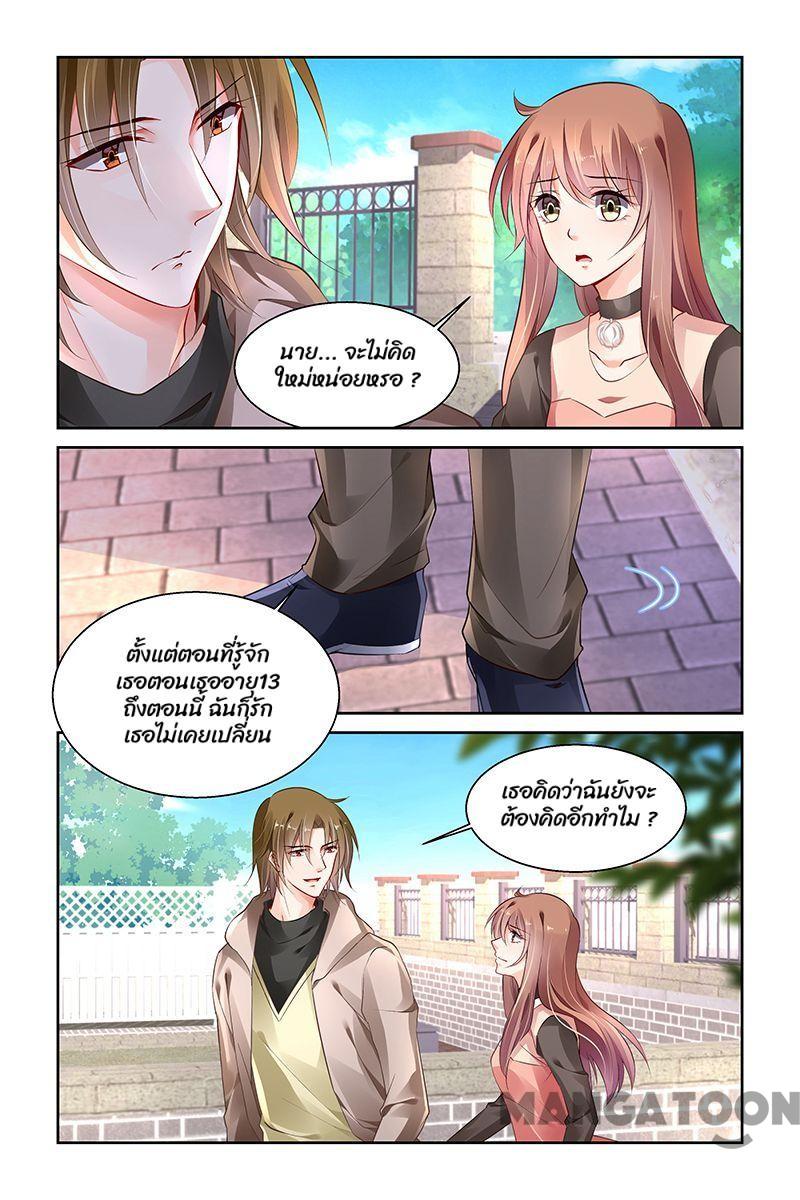 นาย... จะไม่คิด
ใหม่หน่อยหรอ ?
ตั้งแต่ตอนที่รู้จัก
เธอตอนเธออายุ13
ถึงตอนนี้ ฉันก็รัก
เธอไม่เคยเปลี่ยน
เธอคิดว่าฉันยังจะ
ต้องคิดอีกทำไม ?
MANGATOON